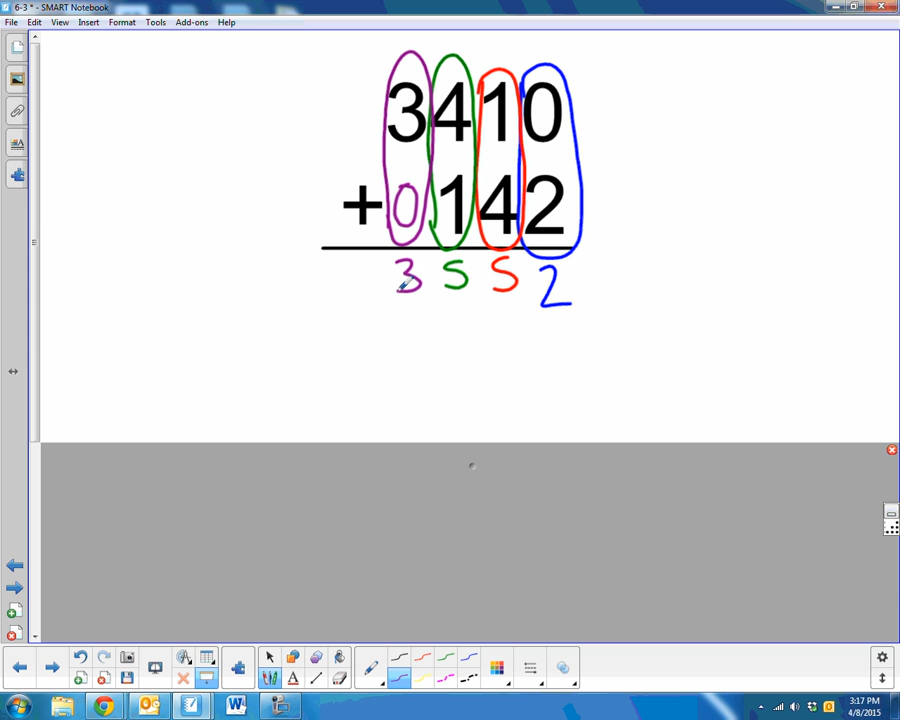 6-3 * - SMART Notebook
File Edit View Insert Format Tools Add-ons Help
3410
+0142
3552
3:17 PM
4/8/2015